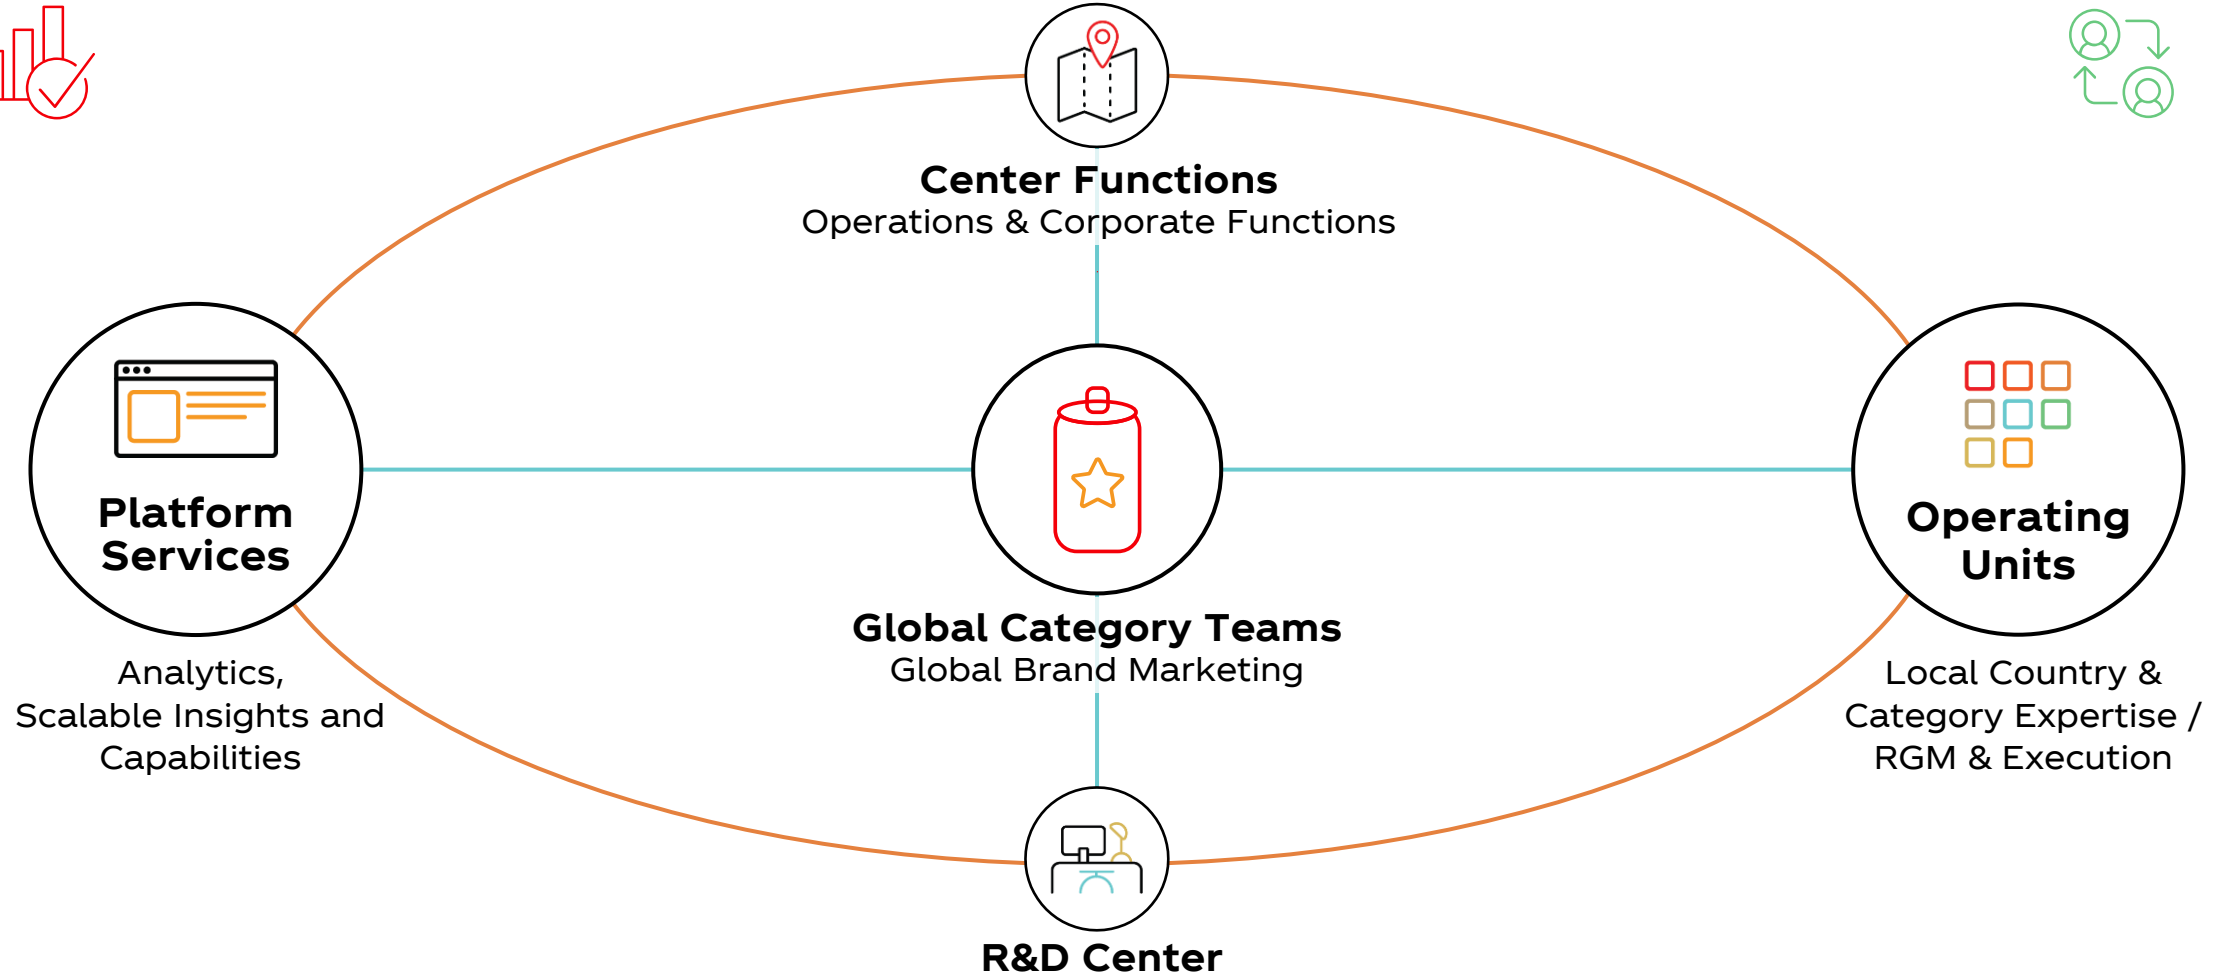 Center Functions
Operations & Corporate Functions
Platform
Services
Analytics,
Scalable Insights and
Capabilities
Global Category Teams
Global Brand Marketing
Operating
Units
Local Country &
Category Expertise /
RGM & Execution
R&D Center